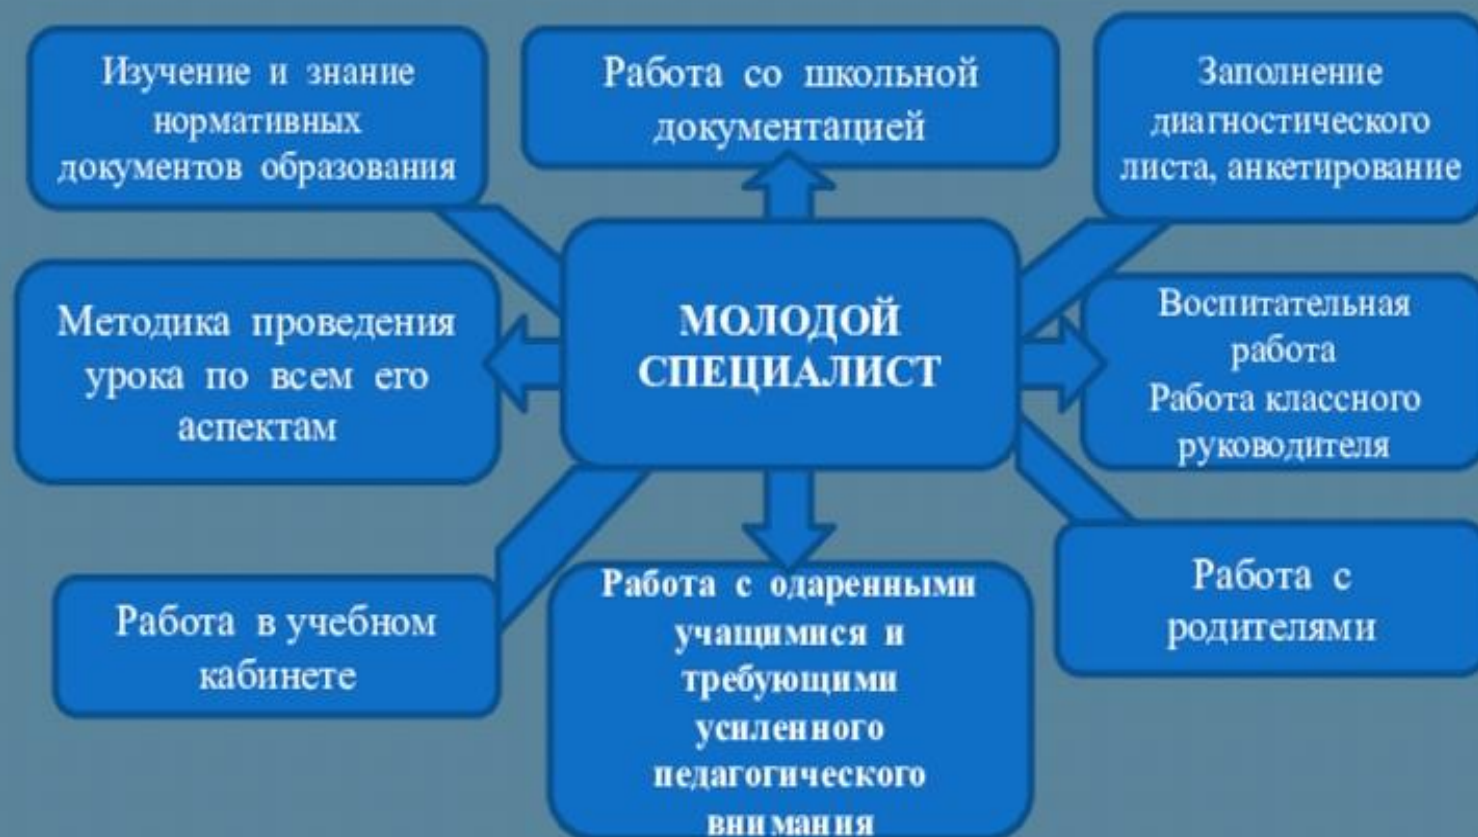 Изучение и знание
нормативных
документов образования
Работа со школьной
документацией
Заполнение
диагностического
листа, анкетирование
Методика проведения
урока по всем его
аспектам
МОЛОДОЙ
СПЕЦИАЛИСТ
Воспитательная
работа
Работа классного
руководителя
Работа в учебном
кабинете
Работа с одаренными
учащимися и
требующими
усиленного
педагогического
внимания
Работа с
родителями